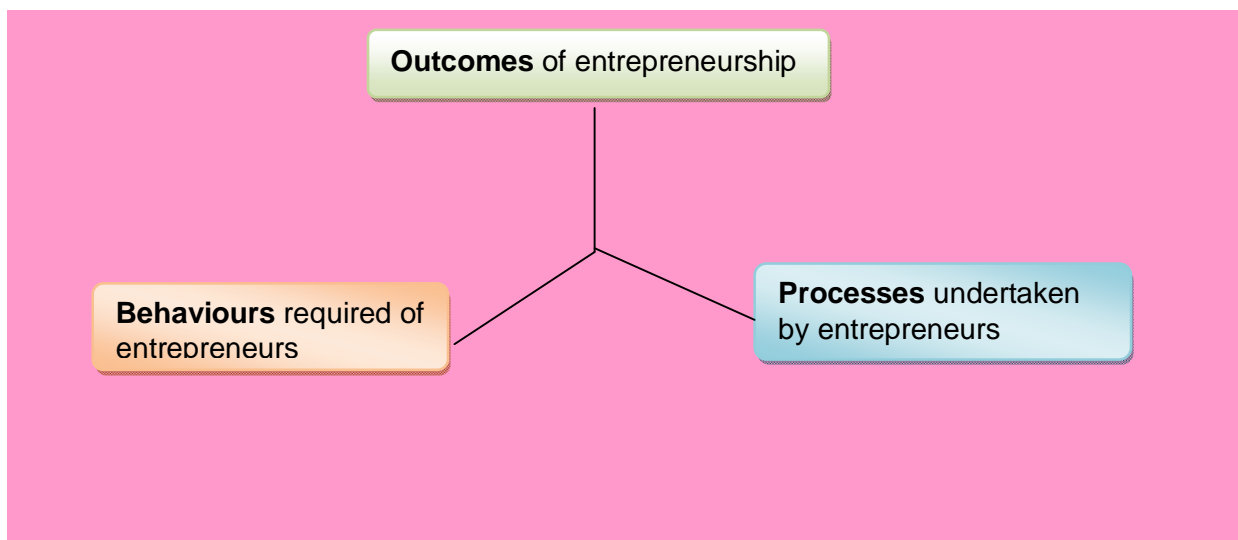 Outcomes of entrepreneurship
Behaviours required of
entrepreneurs
Processes undertaken
by entrepreneurs